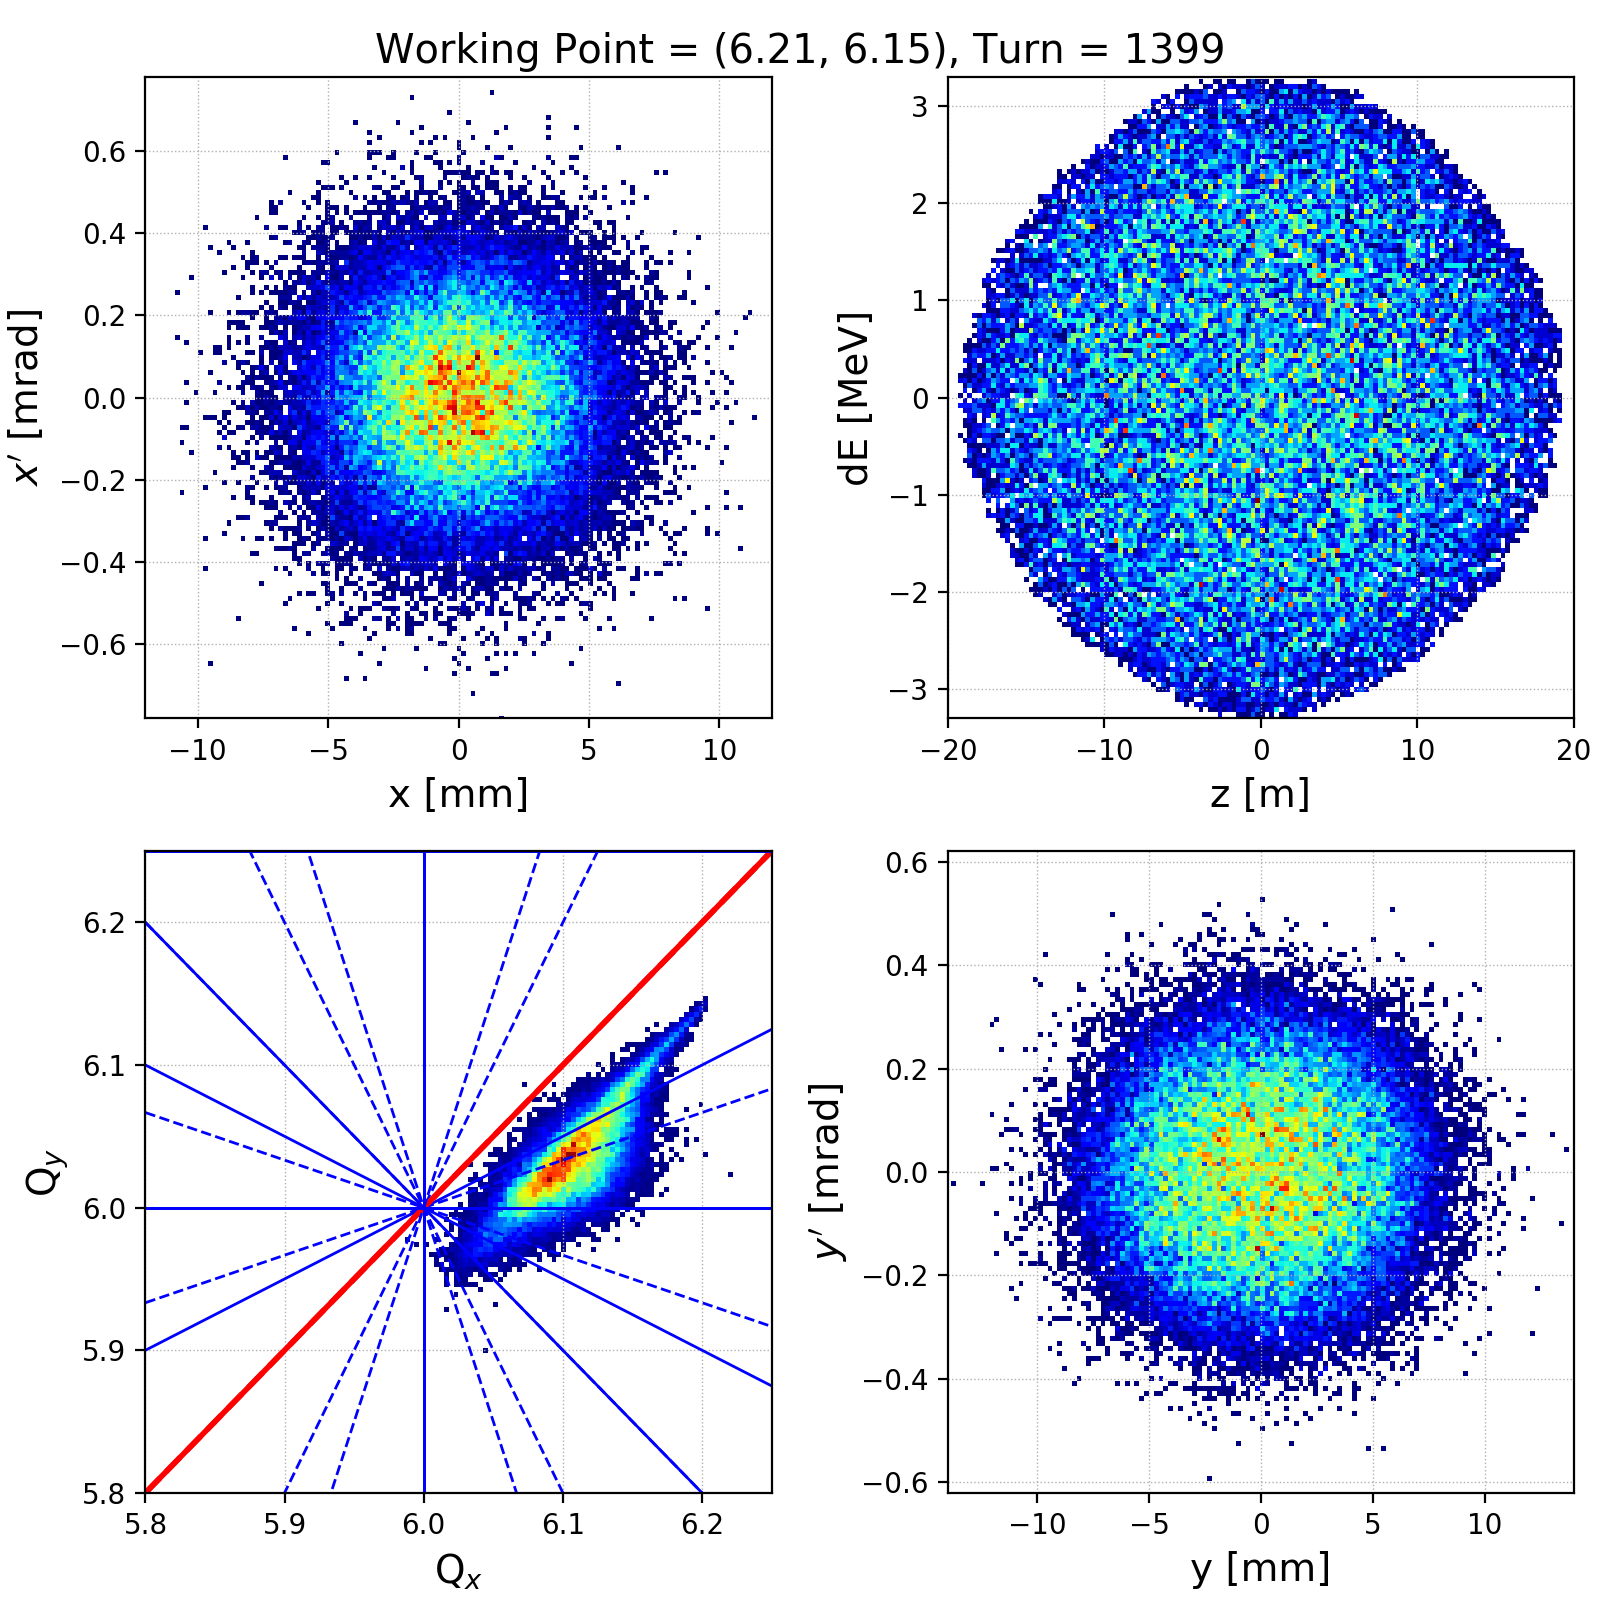 Working Point = (6.21, 6.15), Turn = 1399
0.6
0.4
0.2
0.0
−0.2
−0.4
−0.6
x′ [mrad]
−10 −5 0 5 10
x [mm]
3
2
1
0
−1
−2
−3
dE [MeV]
−20 −10 0 10 20
z [m]
6.2
6.1
6.0
5.9
5.8
Qy
5.8 5.9 6.0 6.1 6.2
Qx
0.6
0.4
0.2
0.0
−0.2
−0.4
−0.6
y′ [mrad]
−10 −5 0 5 10
y [mm]